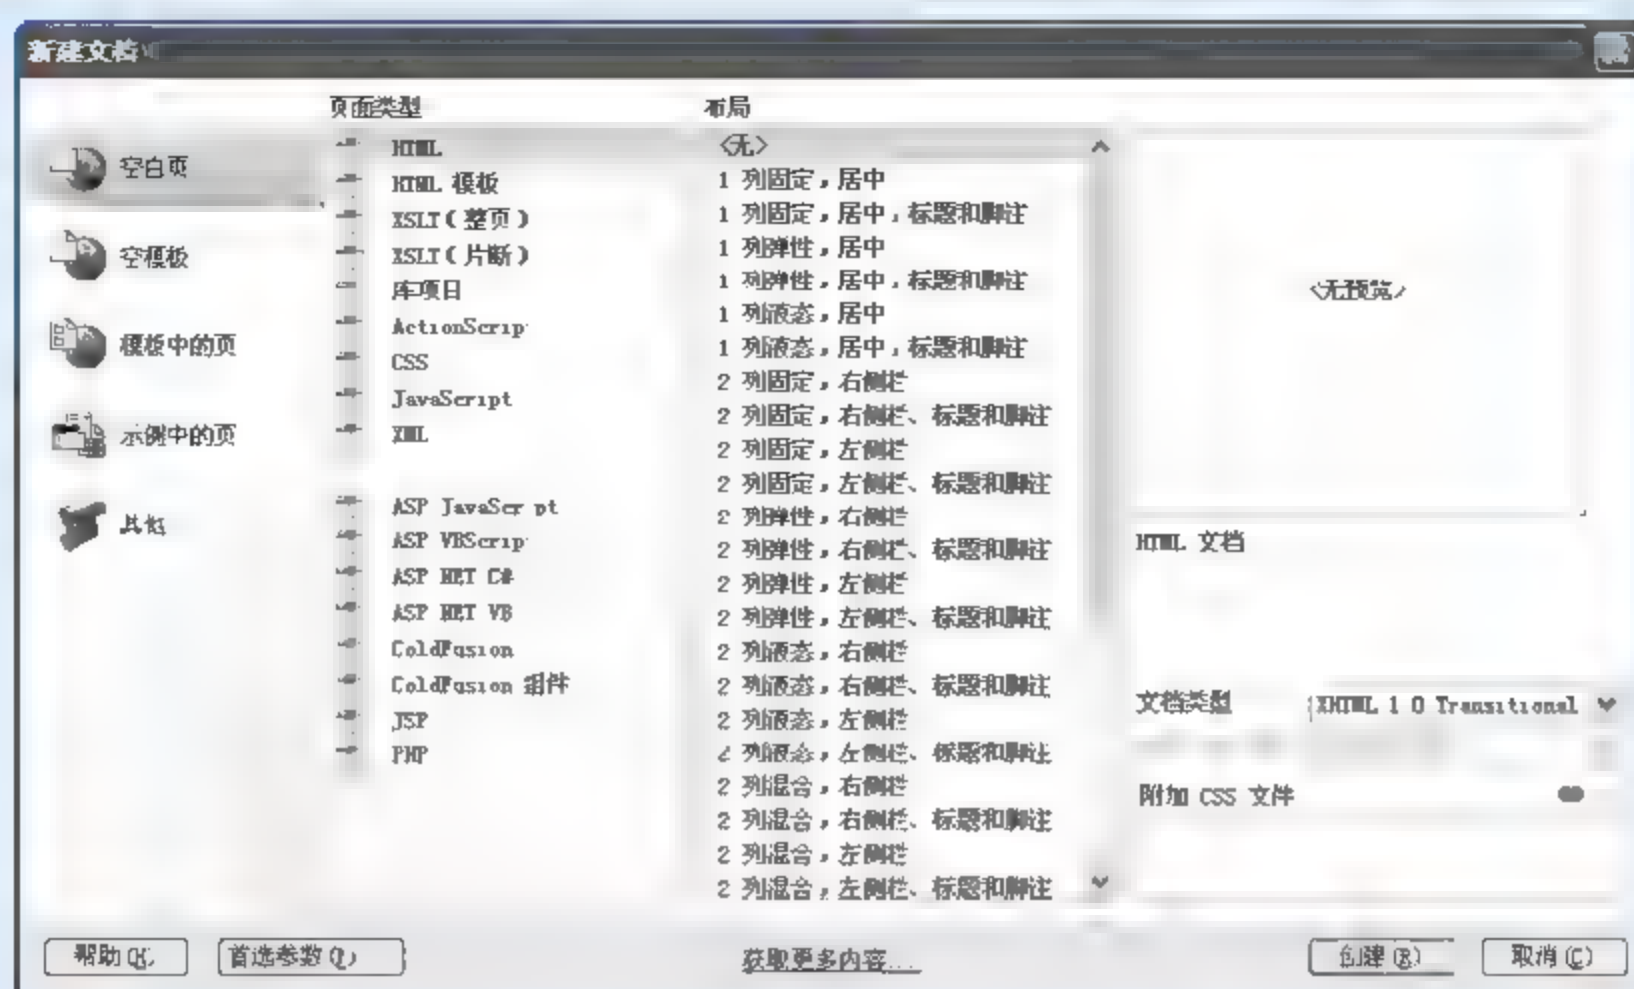 新建文档
空白页
空模板
模板中的页
示例中的页
其他
页面类型
HTML
HTML 模板
XSLT(整页)
XSLT(片断)
库项目
ActionScrip
CSS
JavaScript
XML
ASP JavaScr pt
ASP VBScrip
ASP NET C#
ASP NET VB
ColdFusion
ColdFusion 组件
JSP
PHP
布局
<无>
1 列固定,居中
1 列固定,居中,标题和脚注
1 列弹性,居中
1 列弹性,居中,标题和脚注
1 列液态,居中
1 列液态,居中,标题和脚注
2 列固定,右侧栏
2 列固定,右侧栏、标题和脚注
2 列固定,左侧栏
2 列固定,左侧栏、标题和脚注
2 列弹性,右侧栏
2 列弹性,右侧栏、标题和脚注
2 列弹性,左侧栏
2 列弹性,左侧栏、标题和脚注
2 列液态,右侧栏
2 列液态,右侧栏、标题和脚注
2 列液态,左侧栏
2 列液态,左侧栏、标题和脚注
2 列混合,右侧栏
2 列混合,右侧栏、标题和脚注
2 列混合,左侧栏
2 列混合,左侧栏、标题和脚注
<无预览>
HTML 文档
文档类型 XHTML 1 0 Transitional
附加 CSS 文件
帮助(H) 首选参数(P) 获取更多内容... 创建(R) 取消(C)